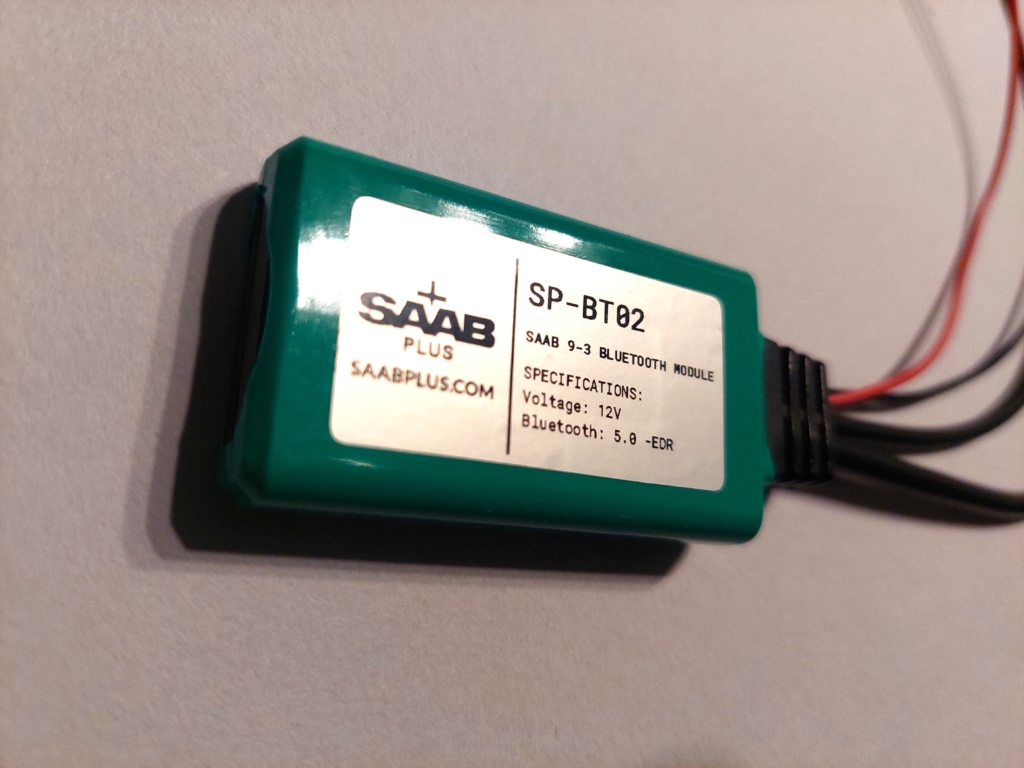 SAAB
PLUS
SAABPLUS.COM
SP-BT02
SAAB 9-3 BLUETOOTH MODULE
SPECIFICATIONS:
Voltage: 12V
Bluetooth: 5.0 -EDR